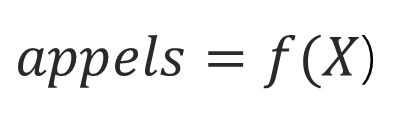 appels = f(X)